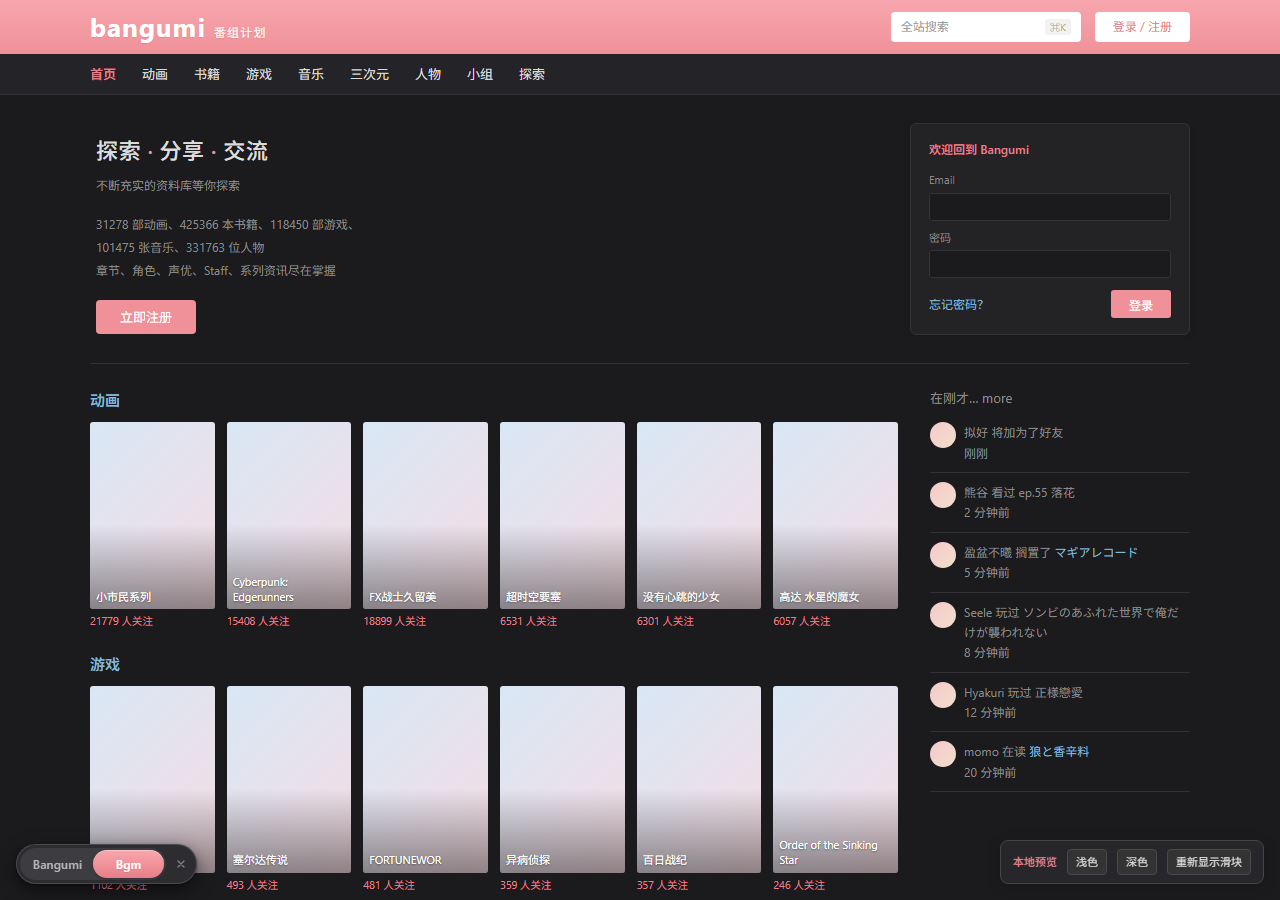 bangumi 番组计划
全站搜索 ⌘K
登录 / 注册
首页 动画 书籍 游戏 音乐 三次元 人物 小组 探索
探索 · 分享 · 交流
不断充实的资料库等你探索
31278 部动画、425366 本书籍、118450 部游戏、
101475 张音乐、331763 位人物
章节、角色、声优、Staff、系列资讯尽在掌握
立即注册
欢迎回到 Bangumi
Email
密码
忘记密码?
登录
动画
小市民系列
21779 人关注
Cyberpunk:
Edgerunners
15408 人关注
FX战士久留美
18899 人关注
超时空要塞
6531 人关注
没有心跳的少女
6301 人关注
高达 水星的魔女
6057 人关注
游戏
1102 人关注
塞尔达传说
493 人关注
FORTUNEWOR
481 人关注
异病侦探
359 人关注
百日战纪
357 人关注
Order of the Sinking
Star
246 人关注
在刚才... more
拟好 将加为了好友
刚刚
熊谷 看过 ep.55 落花
2 分钟前
盈盆不曦 搁置了 マギアレコード
5 分钟前
Seele 玩过 ゾンビのあふれた世界で俺だ
けが襲われない
8 分钟前
Hyakuri 玩过 正様戀愛
12 分钟前
momo 在读 狼と香辛料
20 分钟前
Bangumi Bgm ✕
本地预览 浅色 深色 重新显示滑块